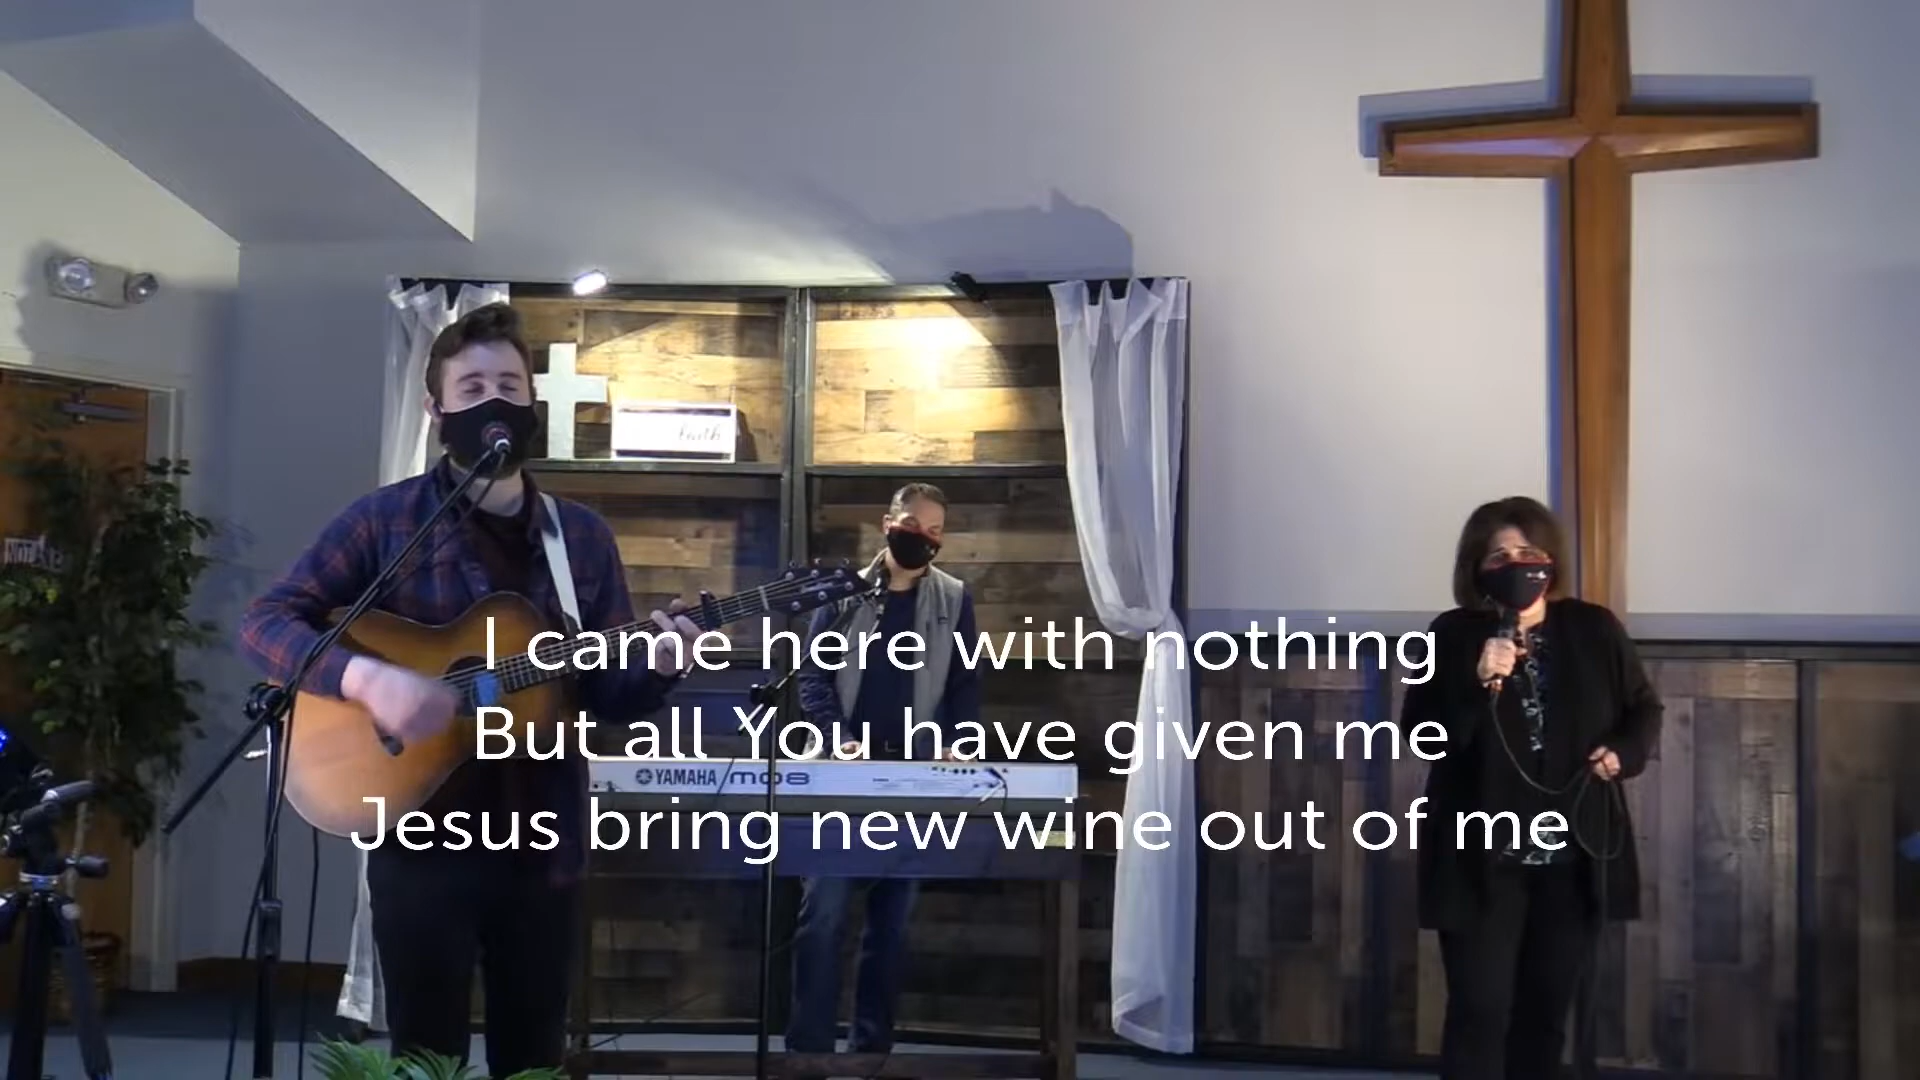 faith
I came here with nothing
But all You have given me
YAMAHA MO8
Jesus bring new wine out of me